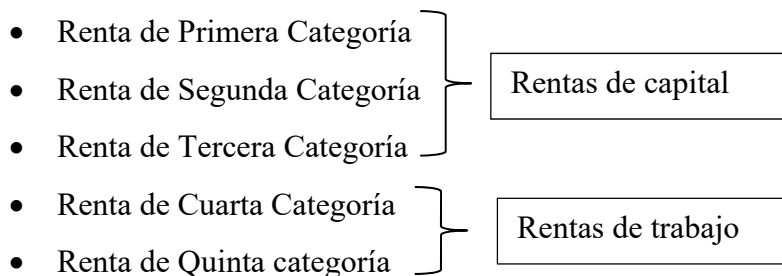 • Renta de Primera Categoría
• Renta de Segunda Categoría
Rentas de capital
• Renta de Tercera Categoría
• Renta de Cuarta Categoría
Rentas de trabajo
• Renta de Quinta categoría